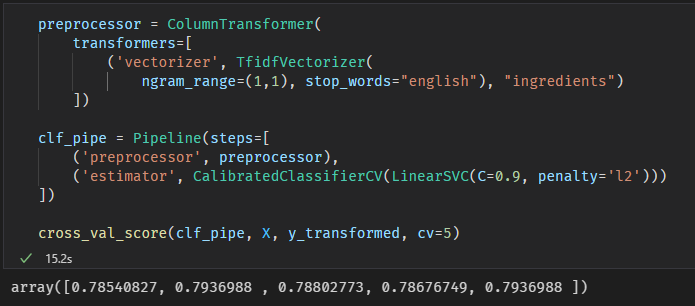 preprocessor = ColumnTransformer(
    transformers=[
        ('vectorizer', TfidfVectorizer(
            ngram_range=(1,1), stop_words="english"), "ingredients")
    ])
clf_pipe = Pipeline(steps=[
    ('preprocessor', preprocessor),
    ('estimator', CalibratedClassifierCV(LinearSVC(C=0.9, penalty='l2')))
])
cross_val_score(clf_pipe, X, y_transformed, cv=5)
✓ 15.2s
array([0.78540827, 0.7936988 , 0.78802773, 0.78676749, 0.7936988 ])